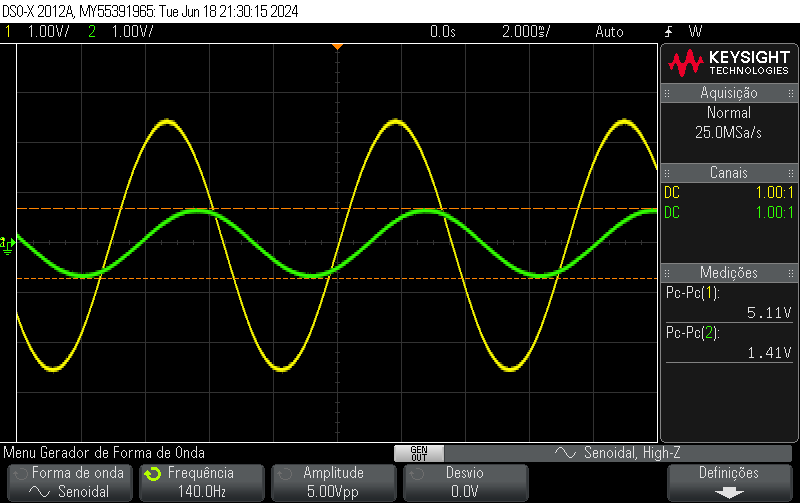 DSO-X 2012A, MY55391965: Tue Jun 18 21:30:15 2024
1 1.00V/ 2 1.00V/ 0.0s 2.000ms/ Auto W
KEYSIGHT
TECHNOLOGIES
Aquisição
Normal
25.0MSa/s
Canais
DC 1.00:1
DC 1.00:1
Medições
Pc-Pc(1):
5.11V
Pc-Pc(2):
1.41V
Menu Gerador de Forma de Onda
GEN
OUT
Senoidal, High-Z
Forma de onda
Senoidal
Frequência
140.0Hz
Amplitude
5.00Vpp
Desvio
0.0V
Definições